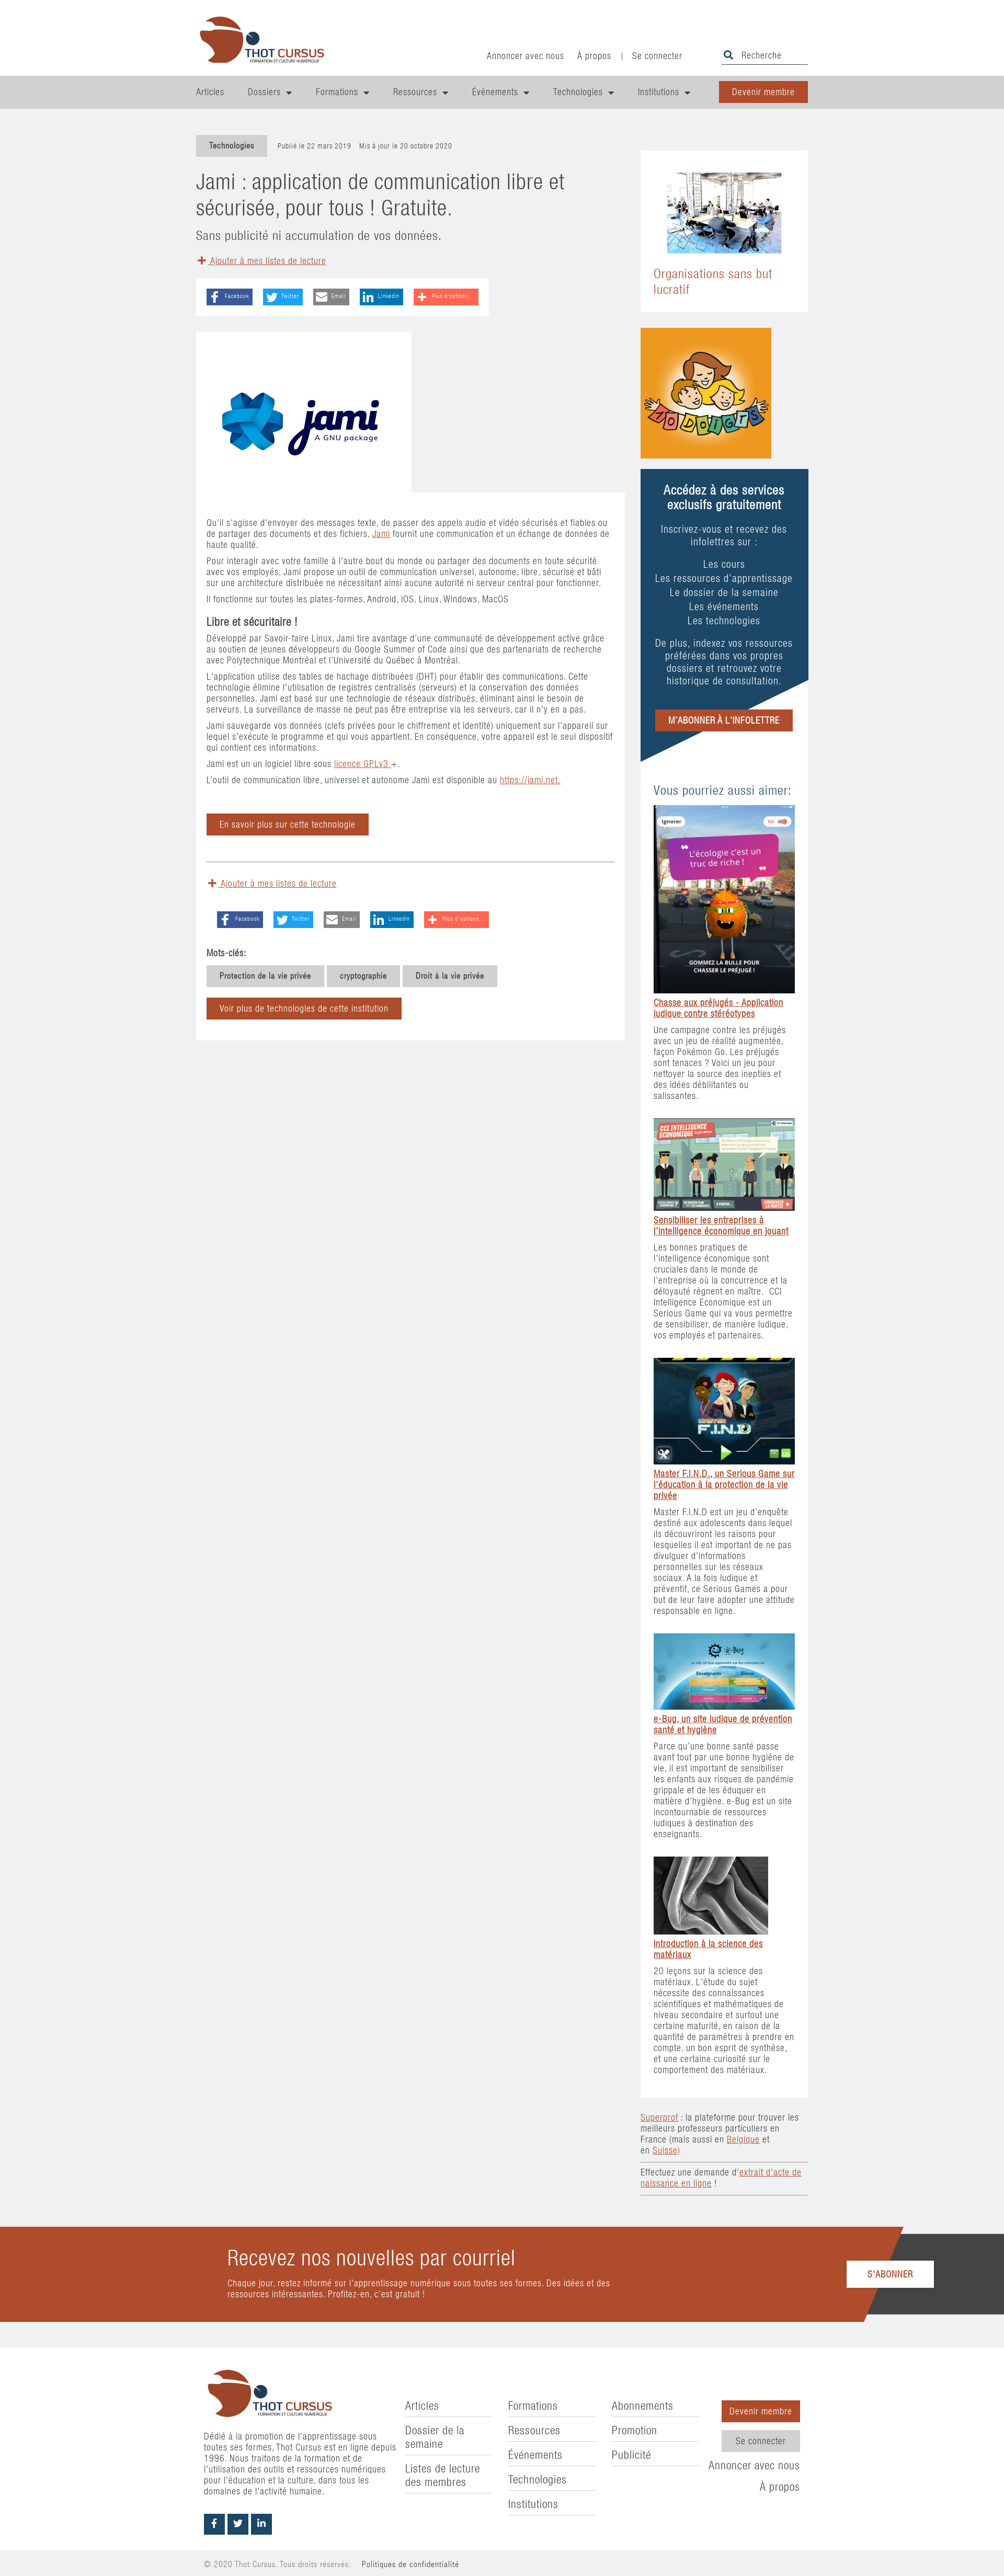 THOT CURSUS
FORMATION ET CULTURE NUMÉRIQUE
Annoncer avec nous À propos | Se connecter
Recherche
Articles Dossiers Formations Ressources Événements Technologies Institutions
Devenir membre
Technologies Publié le 22 mars 2019 Mis à jour le 20 octobre 2020
Jami : application de communication libre et
sécurisée, pour tous ! Gratuite.
Sans publicité ni accumulation de vos données.
Ajouter à mes listes de lecture
Facebook Twitter Email LinkedIn Plus d'options...
jami
A GNU package
Qu'il s'agisse d'envoyer des messages texte, de passer des appels audio et vidéo sécurisés et fiables ou
de partager des documents et des fichiers, Jami fournit une communication et un échange de données de
haute qualité.
Pour interagir avec votre famille à l'autre bout du monde ou partager des documents en toute sécurité
avec vos employés, Jami propose un outil de communication universel, autonome, libre, sécurisé et bâti
sur une architecture distribuée ne nécessitant ainsi aucune autorité ni serveur central pour fonctionner.
Il fonctionne sur toutes les plates-formes, Android, iOS, Linux, Windows, MacOS
Libre et sécuritaire !
Développé par Savoir-faire Linux, Jami tire avantage d'une communauté de développement active grâce
au soutien de jeunes développeurs du Google Summer of Code ainsi que des partenariats de recherche
avec Polytechnique Montréal et l'Université du Québec à Montréal.
L'application utilise des tables de hachage distribuées (DHT) pour établir des communications. Cette
technologie élimine l'utilisation de registres centralisés (serveurs) et la conservation des données
personnelles. Jami est basé sur une technologie de réseaux distribués, éliminant ainsi le besoin de
serveurs. La surveillance de masse ne peut pas être entreprise via les serveurs, car il n'y en a pas.
Jami sauvegarde vos données (clefs privées pour le chiffrement et identité) uniquement sur l'appareil sur
lequel s'exécute le programme et qui vous appartient. En conséquence, votre appareil est le seul dispositif
qui contient ces informations.
Jami est un un logiciel libre sous licence GPLv3 +.
L'outil de communication libre, universel et autonome Jami est disponible au https://jami.net.
En savoir plus sur cette technologie
Ajouter à mes listes de lecture
Facebook Twitter Email LinkedIn Plus d'options...
Mots-clés:
Protection de la vie privée cryptographie Droit à la vie privée
Voir plus de technologies de cette institution
Organisations sans but
lucratif
10 DOIGTS
Accédez à des services
exclusifs gratuitement
Inscrivez-vous et recevez des
infolettres sur :
Les cours
Les ressources d'apprentissage
Le dossier de la semaine
Les événements
Les technologies
De plus, indexez vos ressources
préférées dans vos propres
dossiers et retrouvez votre
historique de consultation.
M'ABONNER À L'INFOLETTRE
Vous pourriez aussi aimer:
Ignorer
RA
L'écologie c'est un
truc de riche !
GOMMEZ LA BULLE POUR
CHASSER LE PRÉJUGÉ !
Chasse aux préjugés - Application
ludique contre stéréotypes
Une campagne contre les préjugés
avec un jeu de réalité augmentée,
façon Pokémon Go. Les préjugés
sont tenaces ? Voici un jeu pour
nettoyer la source des inepties et
des idées débilitantes ou
salissantes.
CCI INTELLIGENCE
ECONOMIQUE
Sensibiliser les entreprises à
l'intelligence économique en jouant
Les bonnes pratiques de
l'intelligence économique sont
cruciales dans le monde de
l'entreprise où la concurrence et la
déloyauté règnent en maître. CCI
Intelligence Economique est un
Serious Game qui va vous permettre
de sensibiliser, de manière ludique,
vos employés et partenaires.
MASTER
F.I.N.D
Master F.I.N.D., un Serious Game sur
l'éducation à la protection de la vie
privée
Master F.I.N.D est un jeu d'enquête
destiné aux adolescents dans lequel
ils découvriront les raisons pour
lesquelles il est important de ne pas
divulguer d'informations
personnelles sur les réseaux
sociaux. A la fois ludique et
préventif, ce Serious Games a pour
but de leur faire adopter une attitude
responsable en ligne.
e-Bug
Enseignants Élèves
e-Bug, un site ludique de prévention
santé et hygiène
Parce qu'une bonne santé passe
avant tout par une bonne hygiène de
vie, il est important de sensibiliser
les enfants aux risques de pandémie
grippale et de les éduquer en
matière d'hygiène. e-Bug est un site
incontournable de ressources
ludiques à destination des
enseignants.
Introduction à la science des
matériaux
20 leçons sur la science des
matériaux. L'étude du sujet
nécessite des connaissances
scientifiques et mathématiques de
niveau secondaire et surtout une
certaine maturité, en raison de la
quantité de paramètres à prendre en
compte, un bon esprit de synthèse,
et une certaine curiosité sur le
comportement des matériaux.
Superprof : la plateforme pour trouver les
meilleurs professeurs particuliers en
France (mais aussi en Belgique et
en Suisse)
Effectuez une demande d'extrait d'acte de
naissance en ligne !
Recevez nos nouvelles par courriel
Chaque jour, restez informé sur l'apprentissage numérique sous toutes ses formes. Des idées et des
ressources intéressantes. Profitez-en, c'est gratuit !
S'ABONNER
THOT CURSUS
FORMATION ET CULTURE NUMÉRIQUE
Dédié à la promotion de l'apprentissage sous
toutes ses formes, Thot Cursus est en ligne depuis
1996. Nous traitons de la formation et de
l'utilisation des outils et ressources numériques
pour l'éducation et la culture, dans tous les
domaines de l'activité humaine.
Articles
Dossier de la
semaine
Listes de lecture
des membres
Formations
Ressources
Événements
Technologies
Institutions
Abonnements
Promotion
Publicité
Devenir membre
Se connecter
Annoncer avec nous
À propos
© 2020 Thot Cursus. Tous droits réservés. Politiques de confidentialité